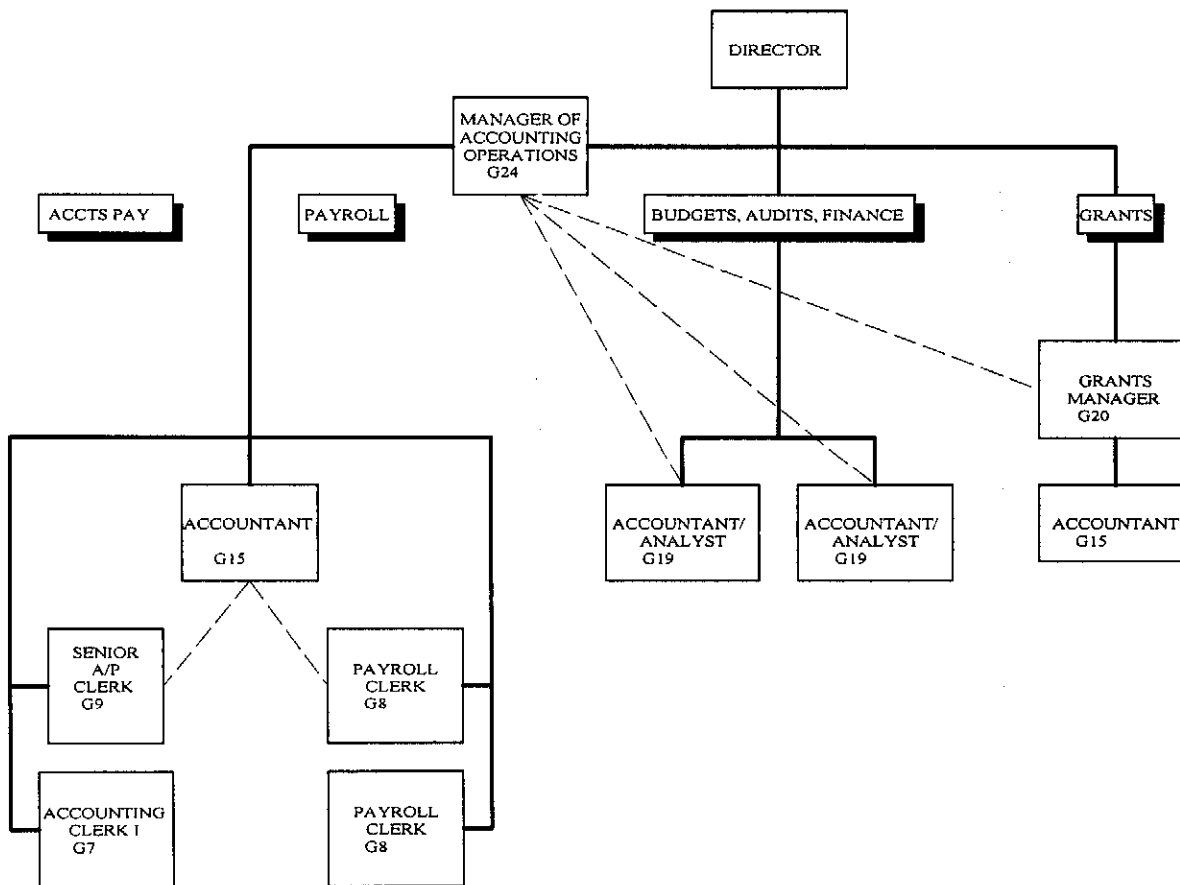 DIRECTOR
MANAGER OF
ACCOUNTING
OPERATIONS
G24
ACCTS PAY
PAYROLL
BUDGETS, AUDITS, FINANCE
GRANTS
GRANTS
MANAGER
G20
ACCOUNTANT
G15
ACCOUNTANT/
ANALYST
G19
ACCOUNTANT/
ANALYST
G19
ACCOUNTANT
G15
SENIOR
A/P
CLERK
G9
PAYROLL
CLERK
G8
ACCOUNTING
CLERK I
G7
PAYROLL
CLERK
G8